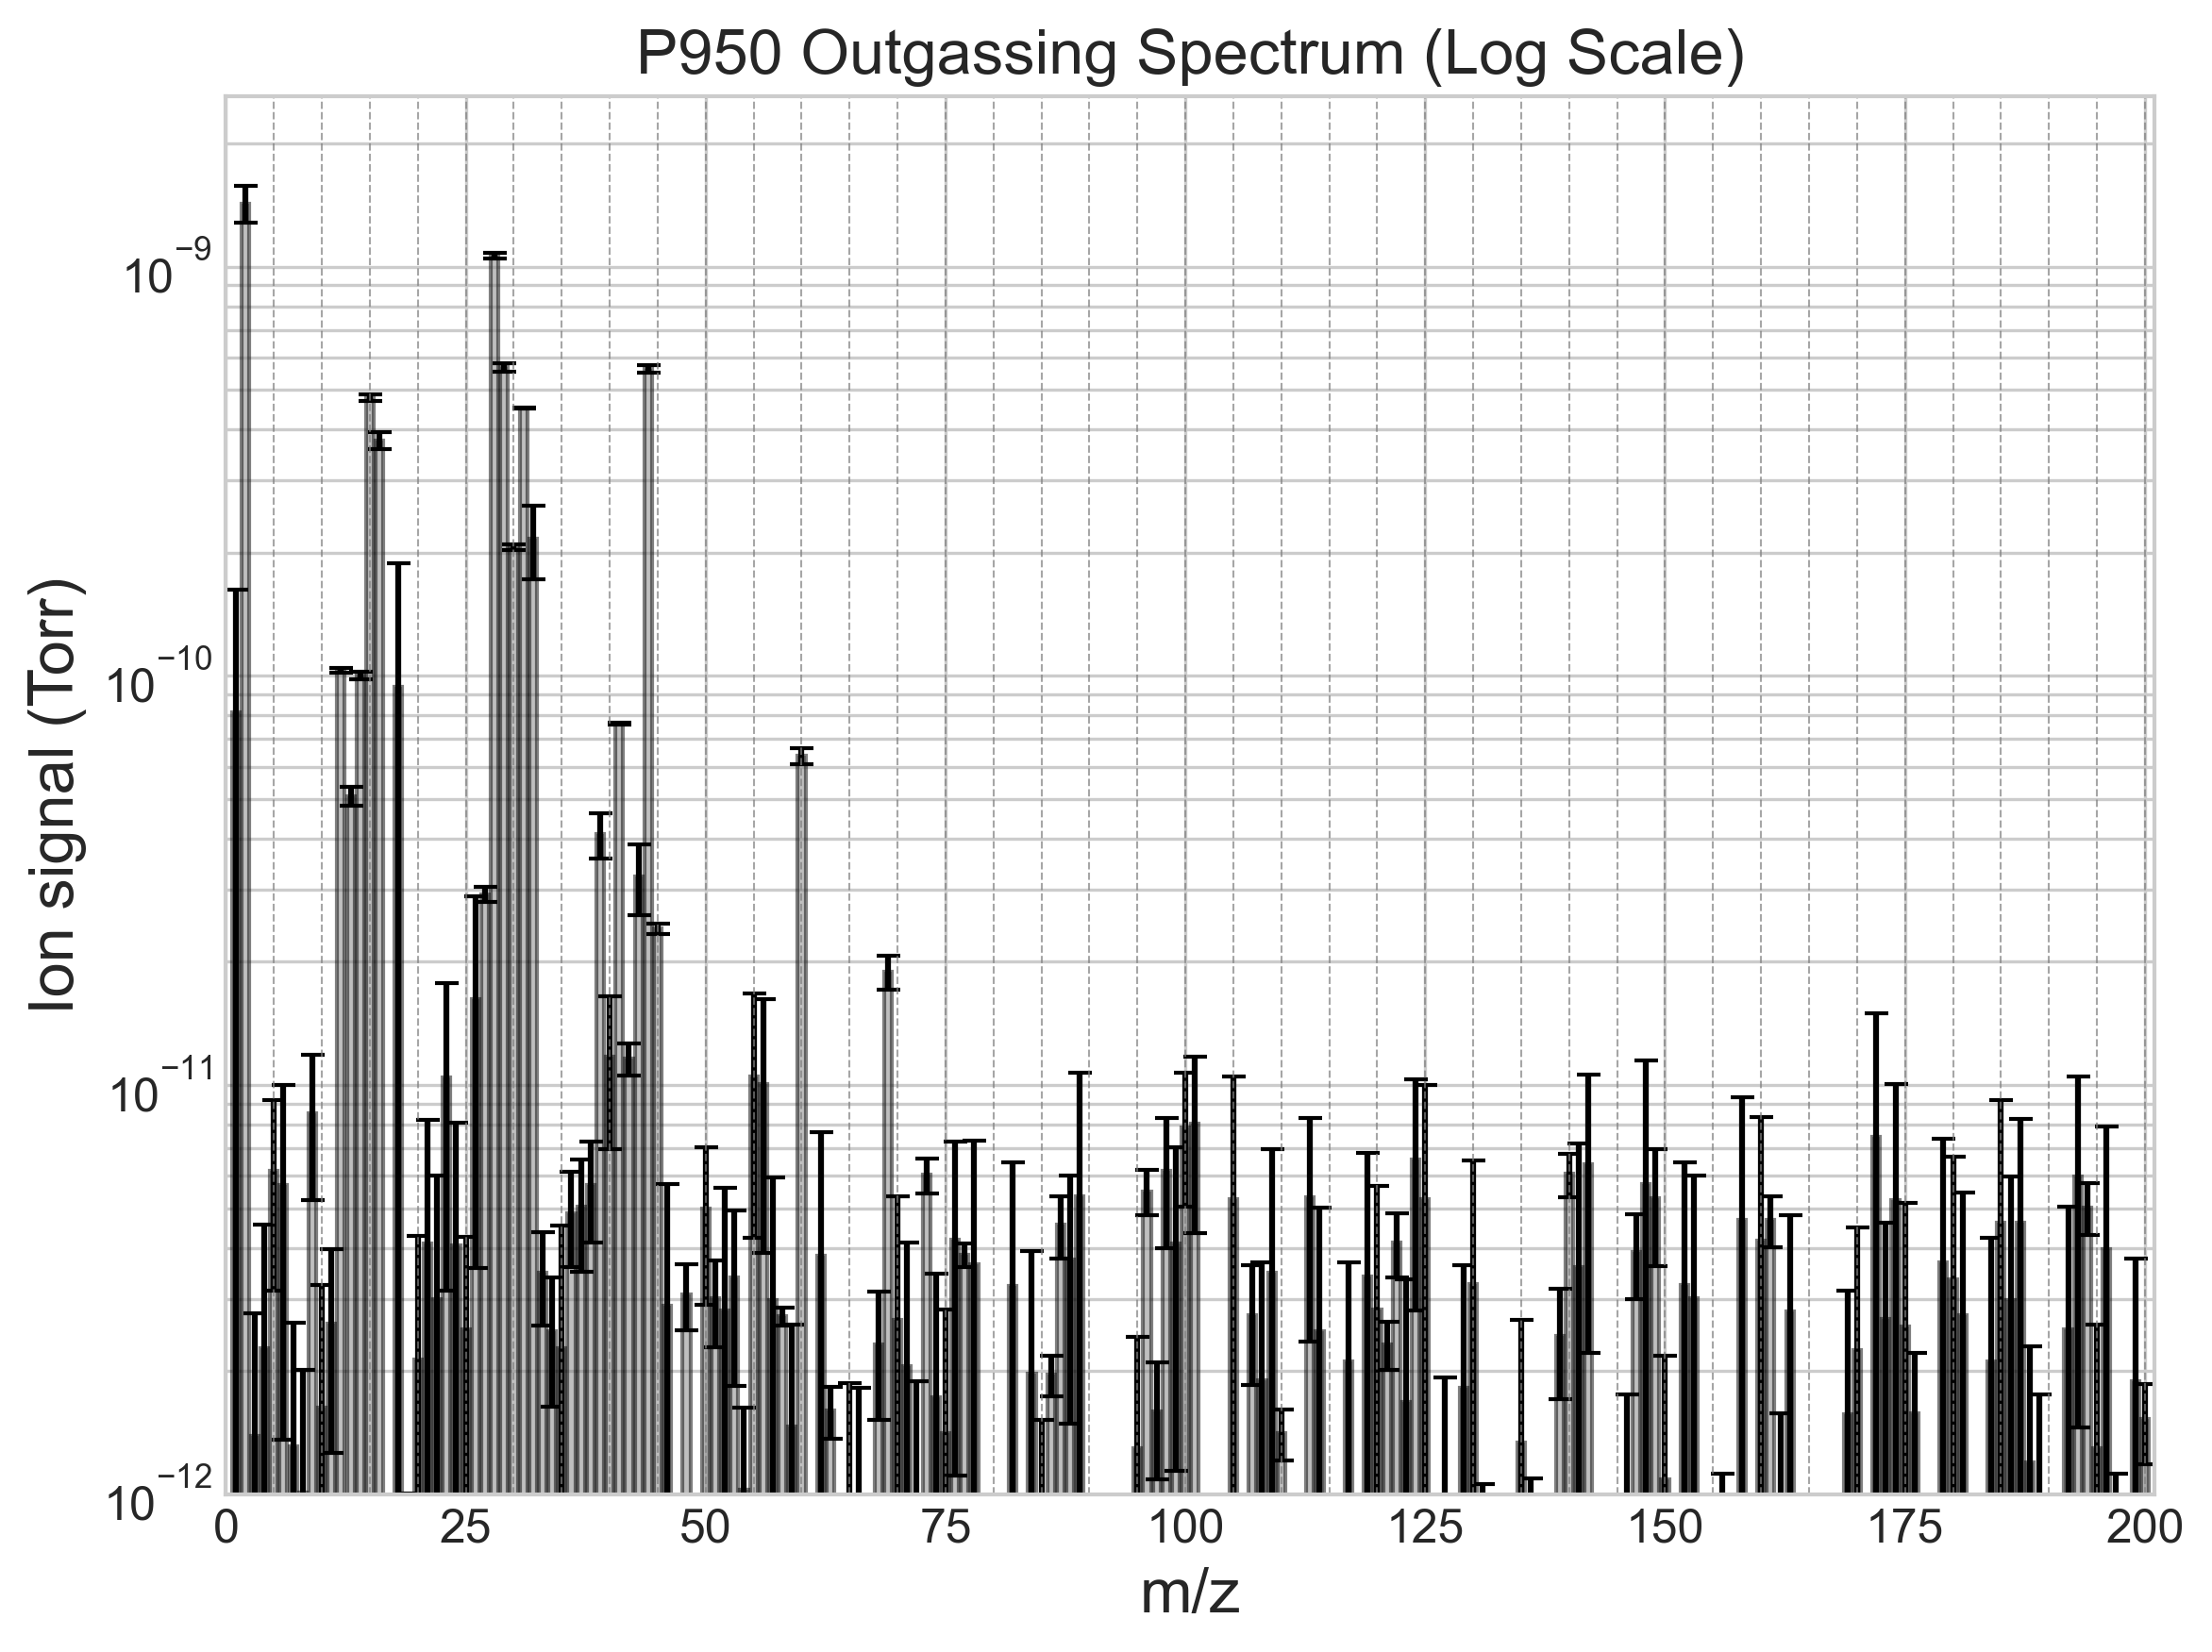 P950 Outgassing Spectrum (Log Scale)
Ion signal (Torr)
10⁻⁹
10⁻¹⁰
10⁻¹¹
10⁻¹²
0 25 50 75 100 125 150 175 200
m/z